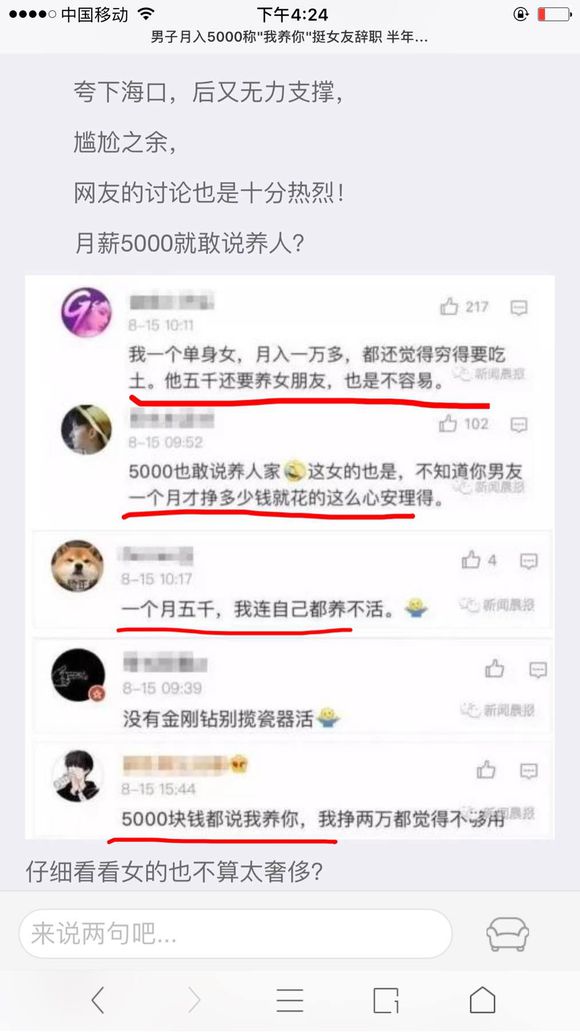 中国移动
下午4:24
男子月入5000称"我养你"挺女友辞职 半年...
夸下海口，后又无力支撑，
尴尬之余，
网友的讨论也是十分热烈！
月薪5000就敢说养人？
217
8-15 10:11
我一个单身女，月入一万多，都还觉得穷得要吃
土。他五千还要养女朋友，也是不容易。
新闻晨报
102
8-15 09:52
5000也敢说养人家这女的也是，不知道你男友
一个月才挣多少钱就花的这么心安理得。
新闻晨报
4
8-15 10:17
一个月五千，我连自己都养不活。
新闻晨报
8-15 09:39
没有金刚钻别揽瓷器活
新闻晨报
8-15 15:44
5000块钱都说我养你，我挣两万都觉得不够用
新闻晨报
仔细看看女的也不算太奢侈？
来说两句吧...
1